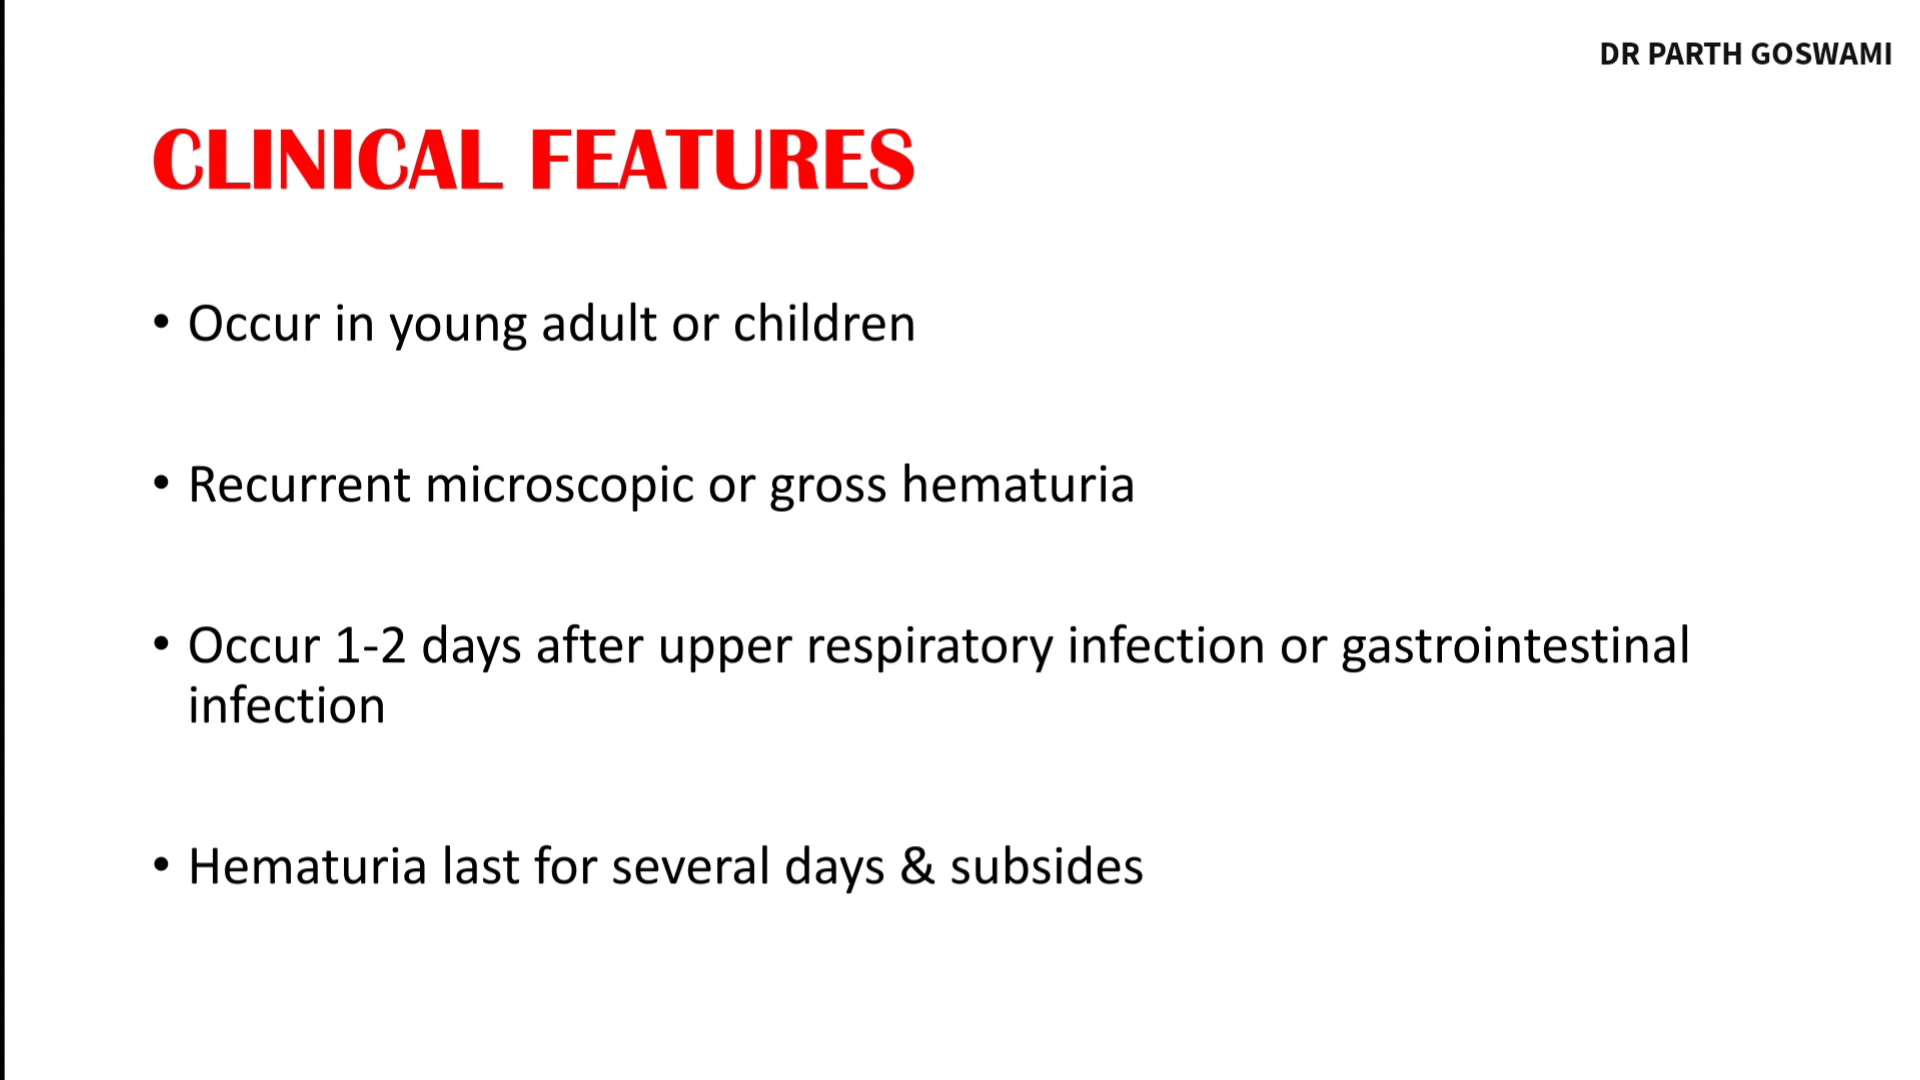 DR PARTH GOSWAMI
CLINICAL FEATURES
• Occur in young adult or children
• Recurrent microscopic or gross hematuria
• Occur 1-2 days after upper respiratory infection or gastrointestinal
infection
• Hematuria last for several days & subsides